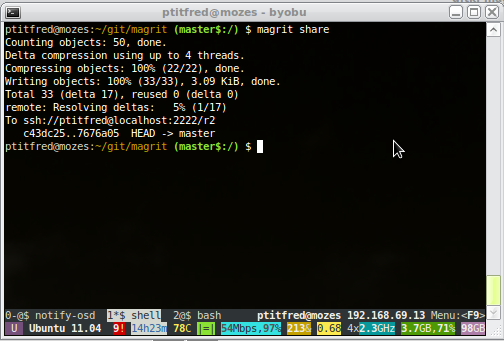 ptitfred@mozes - byobu
ptitfred@mozes:~/git/magrit (master$:/) $ magrit share
Counting objects: 50, done.
Delta compression using up to 4 threads.
Compressing objects: 100% (22/22), done.
Writing objects: 100% (33/33), 3.09 KiB, done.
Total 33 (delta 17), reused 0 (delta 0)
remote: Resolving deltas:   5% (1/17)
To ssh://ptitfred@localhost:2222/r2
   c43dc25..7676a05  HEAD -> master
ptitfred@mozes:~/git/magrit (master$:/) $
0-@$ notify-osd  1*$ shell  2@$ bash ptitfred@mozes 192.168.69.13 Menu:<F9>
U Ubuntu 11.04 9! 14h23m 78C |=| 54Mbps,97% 213& 0.68 4x2.3GHz 3.7GB,71% 98GB